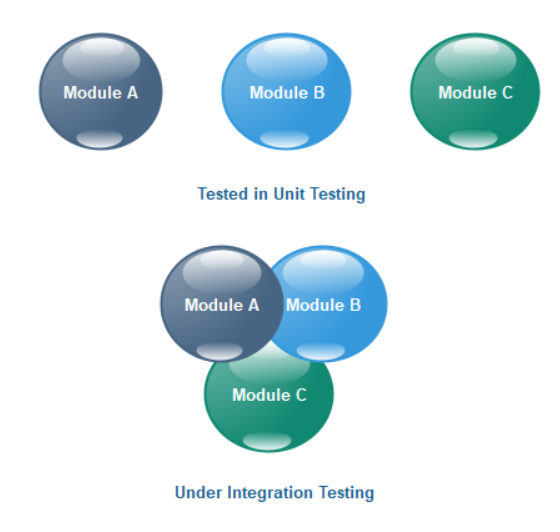 Module A
Module B
Module C
Tested in Unit Testing
Module A
Module B
Module C
Under Integration Testing